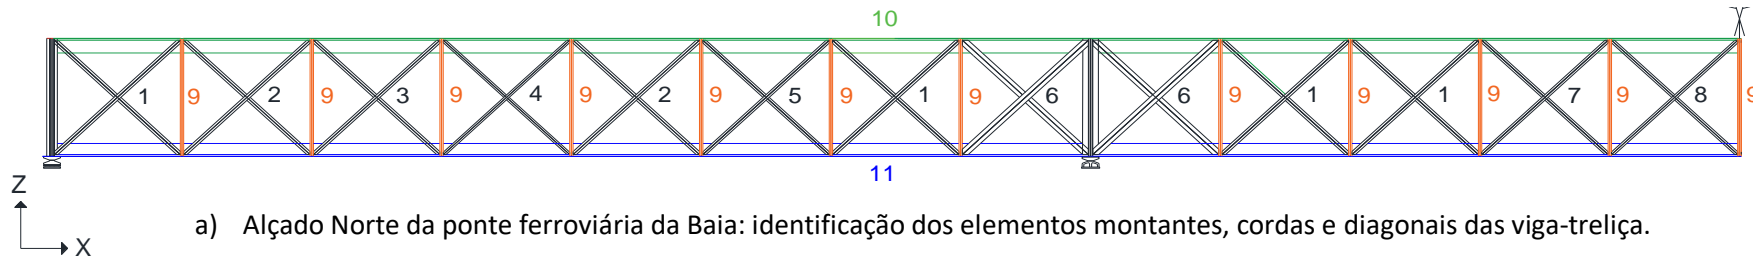 10
1 9 2 9 3 9 4 9 2 9 5 9 1 9 6 6 9 1 9 1 9 7 9 8 9
11
Z
X
a) Alçado Norte da ponte ferroviária da Baia: identificação dos elementos montantes, cordas e diagonais das viga-treliça.